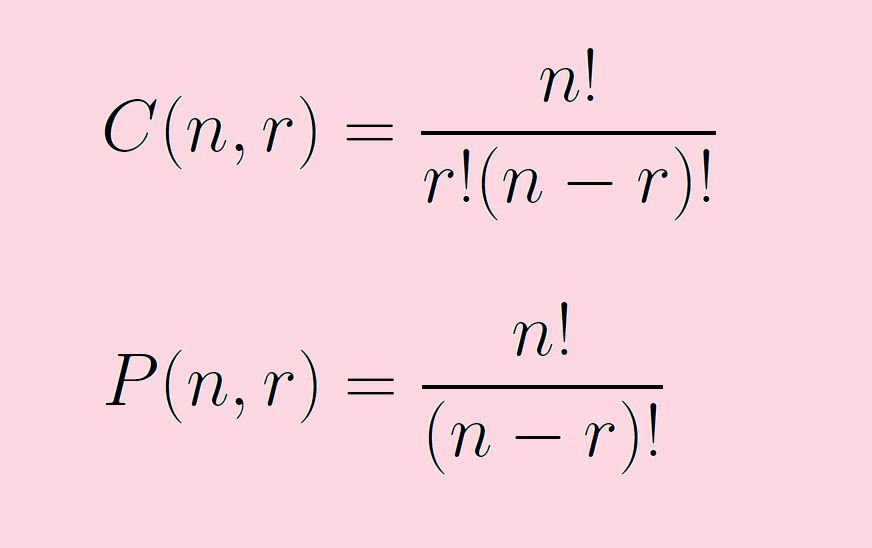 C(n, r) = n! / r!(n − r)!
P(n, r) = n! / (n − r)!